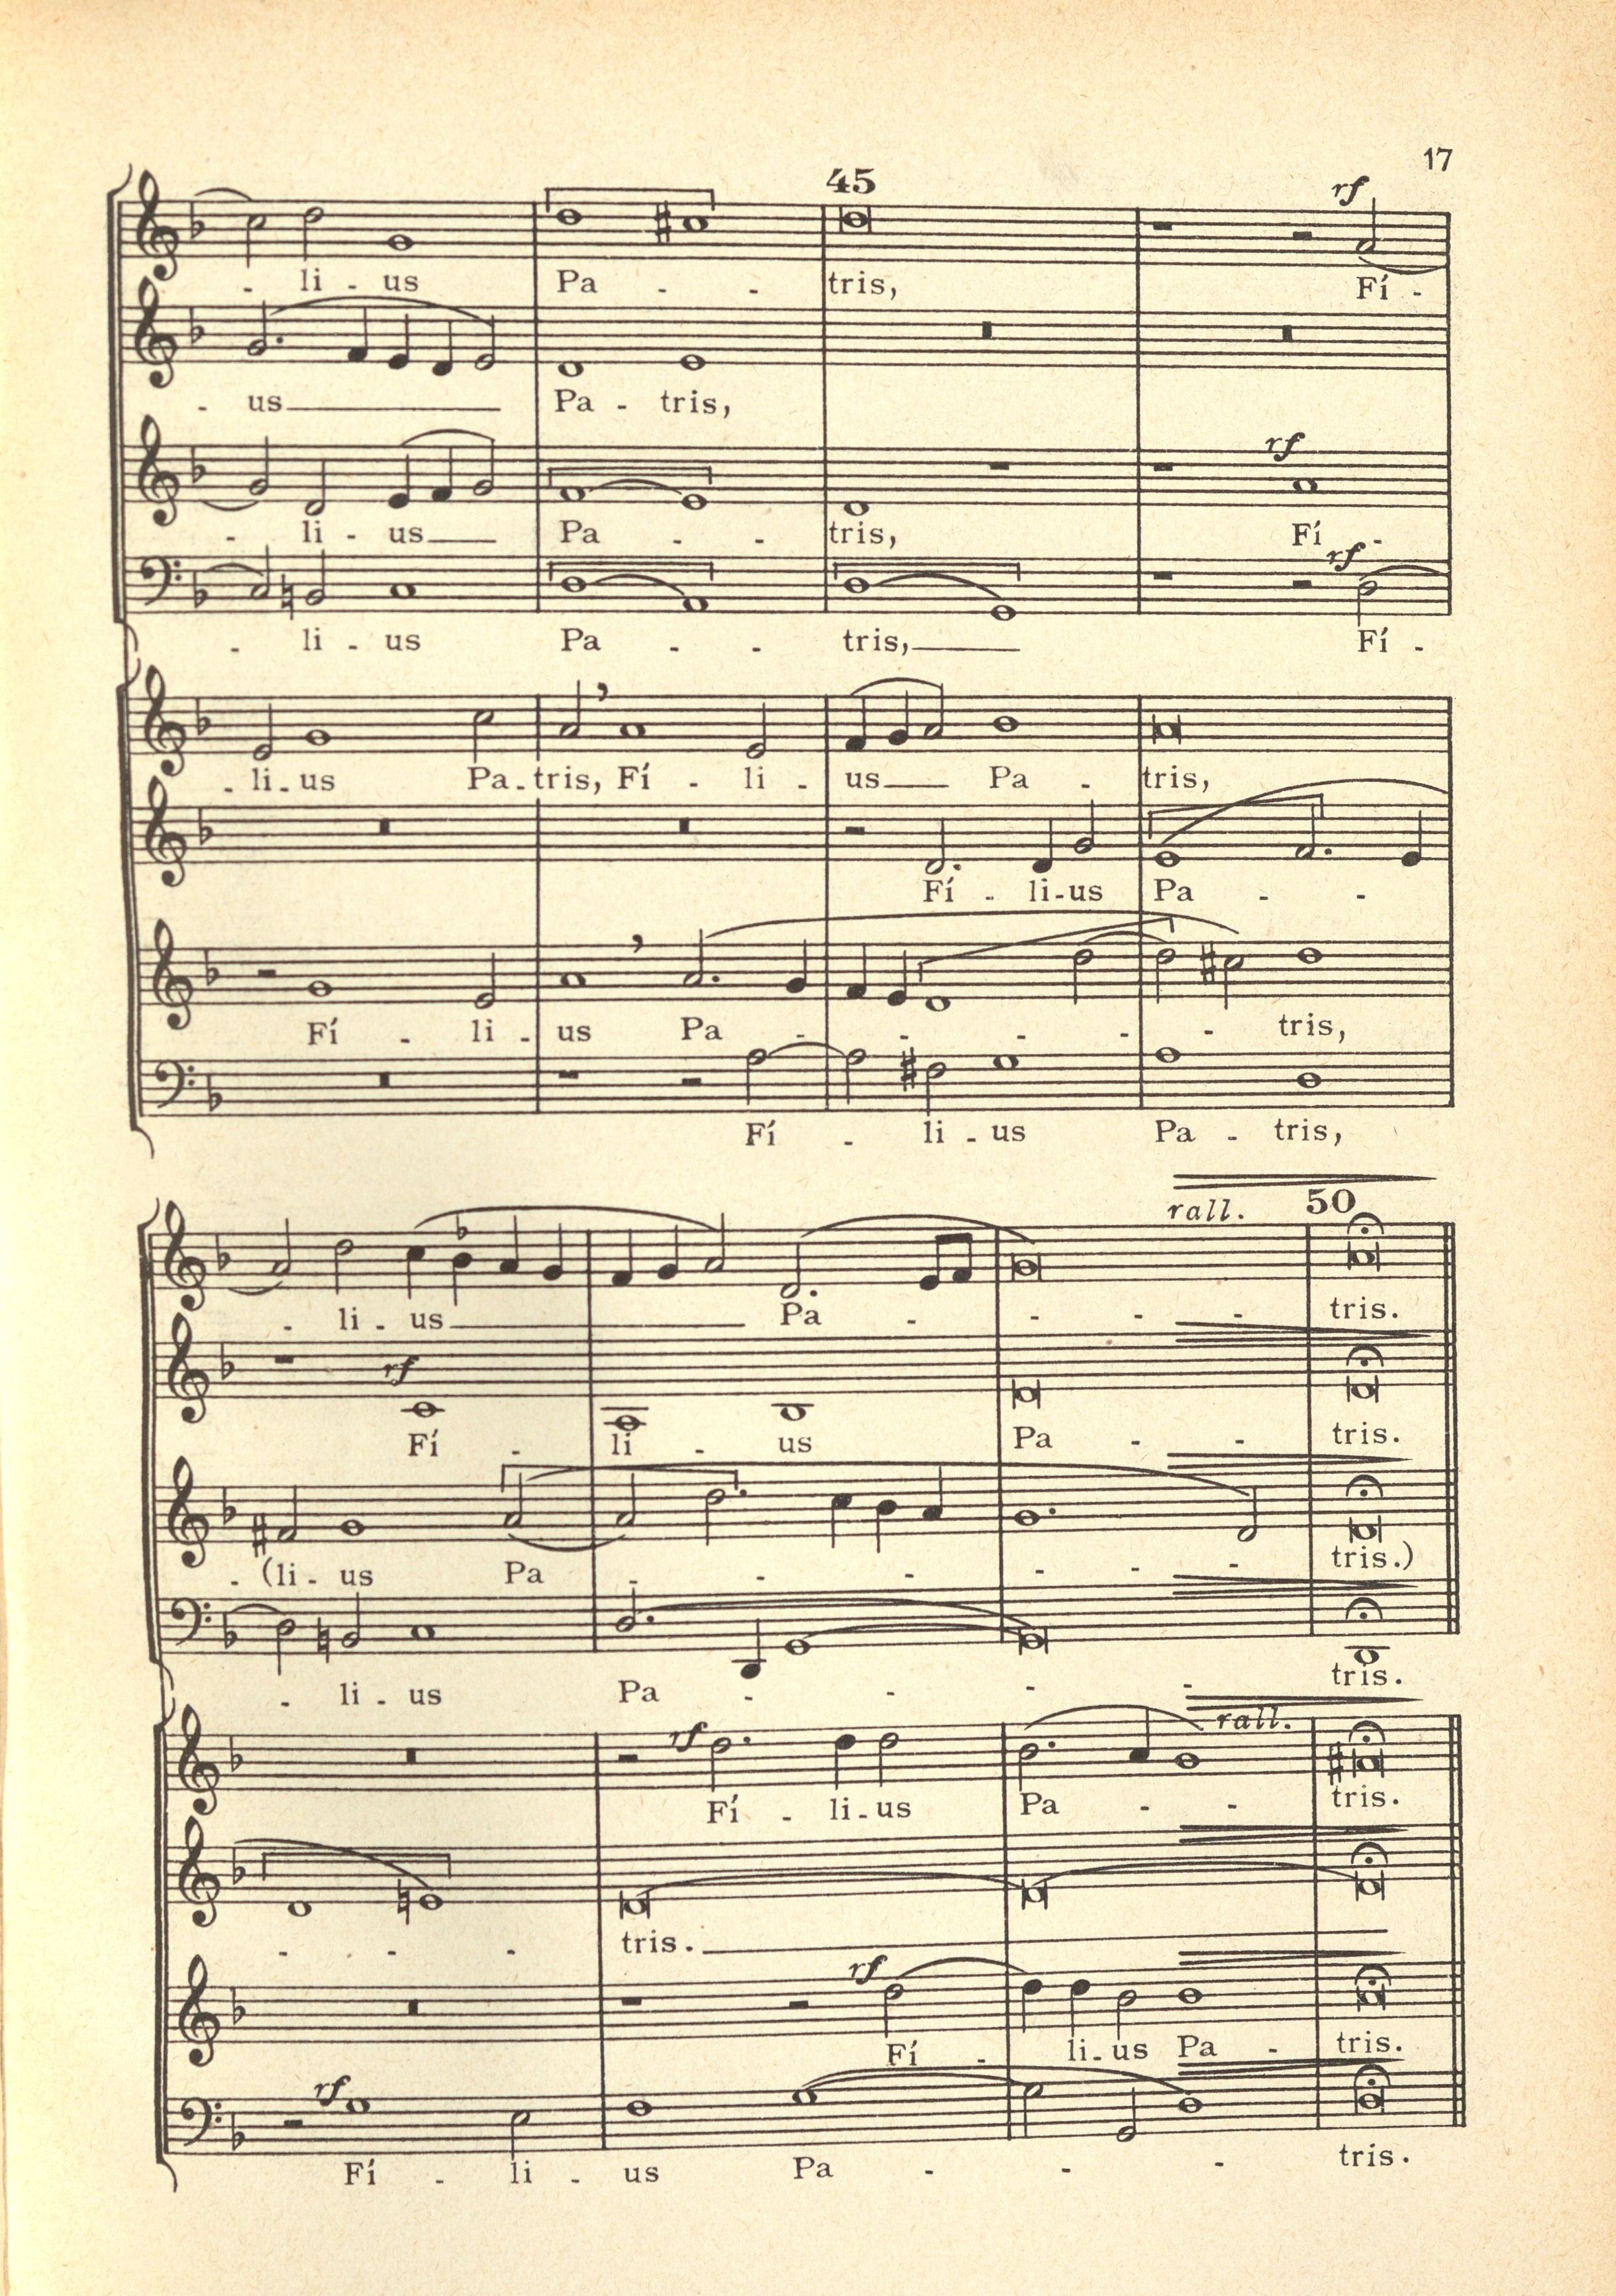 17
45
rf
- li - us Pa - - tris, Fí -
- us Pa - tris,
rf
- li - us Pa - - tris, Fí -
rf
- li - us Pa - - tris, Fí -
- li - us Pa - tris, Fí - li - us Pa - tris,
Fí - li - us Pa - -
Fí - li - us Pa - - - - - tris,
Fí - li - us Pa - tris,
rall. 50
- li - us Pa - - - - tris.
rf
Fí - li - us Pa - - tris.
- (li - us Pa - - - - - - tris.)
- li - us Pa - - - - tris.
rf rall.
Fí - li - us Pa - - tris.
- - - tris.
rf
Fí - li - us Pa - tris.
rf
Fí - li - us Pa - - - tris.